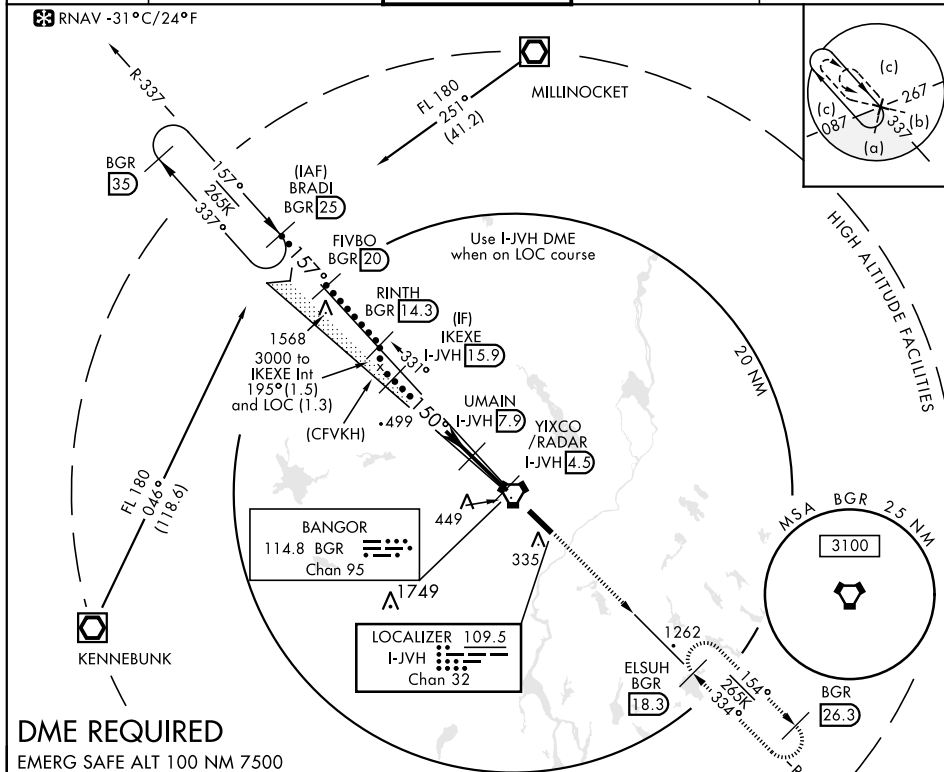 RNAV -31°C/24°F
R-337
MILLINOCKET
FL 180
251°
(41.2)
(c)
(c)
267
087
337
(b)
(a)
BGR
35
157°
265K
337°
(IAF)
BRADI
BGR 25
157°
FIVBO
BGR 20
Use I-JVH DME
when on LOC course
HIGH ALTITUDE FACILITIES
RINTH
BGR 14.3
(IF)
IKEXE
I-JVH 15.9
331°
1568
3000 to
IKEXE Int
195° (1.5)
and LOC (1.3)
20 NM
(CFVKH)
499
150°
UMAIN
I-JVH 7.9
YIXCO
/RADAR
I-JVH 4.5
FL 180
046°
(118.6)
449
BANGOR
114.8 BGR
Chan 95
335
MSA BGR 25 NM
3100
1749
KENNEBUNK
LOCALIZER 109.5
I-JVH
Chan 32
1262
ELSUH
BGR
18.3
154°
265K
334°
BGR
26.3
DME REQUIRED
EMERG SAFE ALT 100 NM 7500